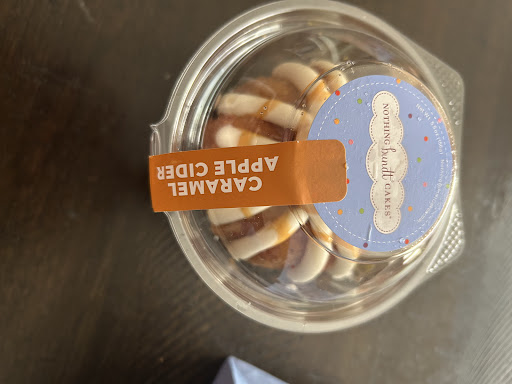 CARAMEL
APPLE CIDER
NOTHING bundt CAKES